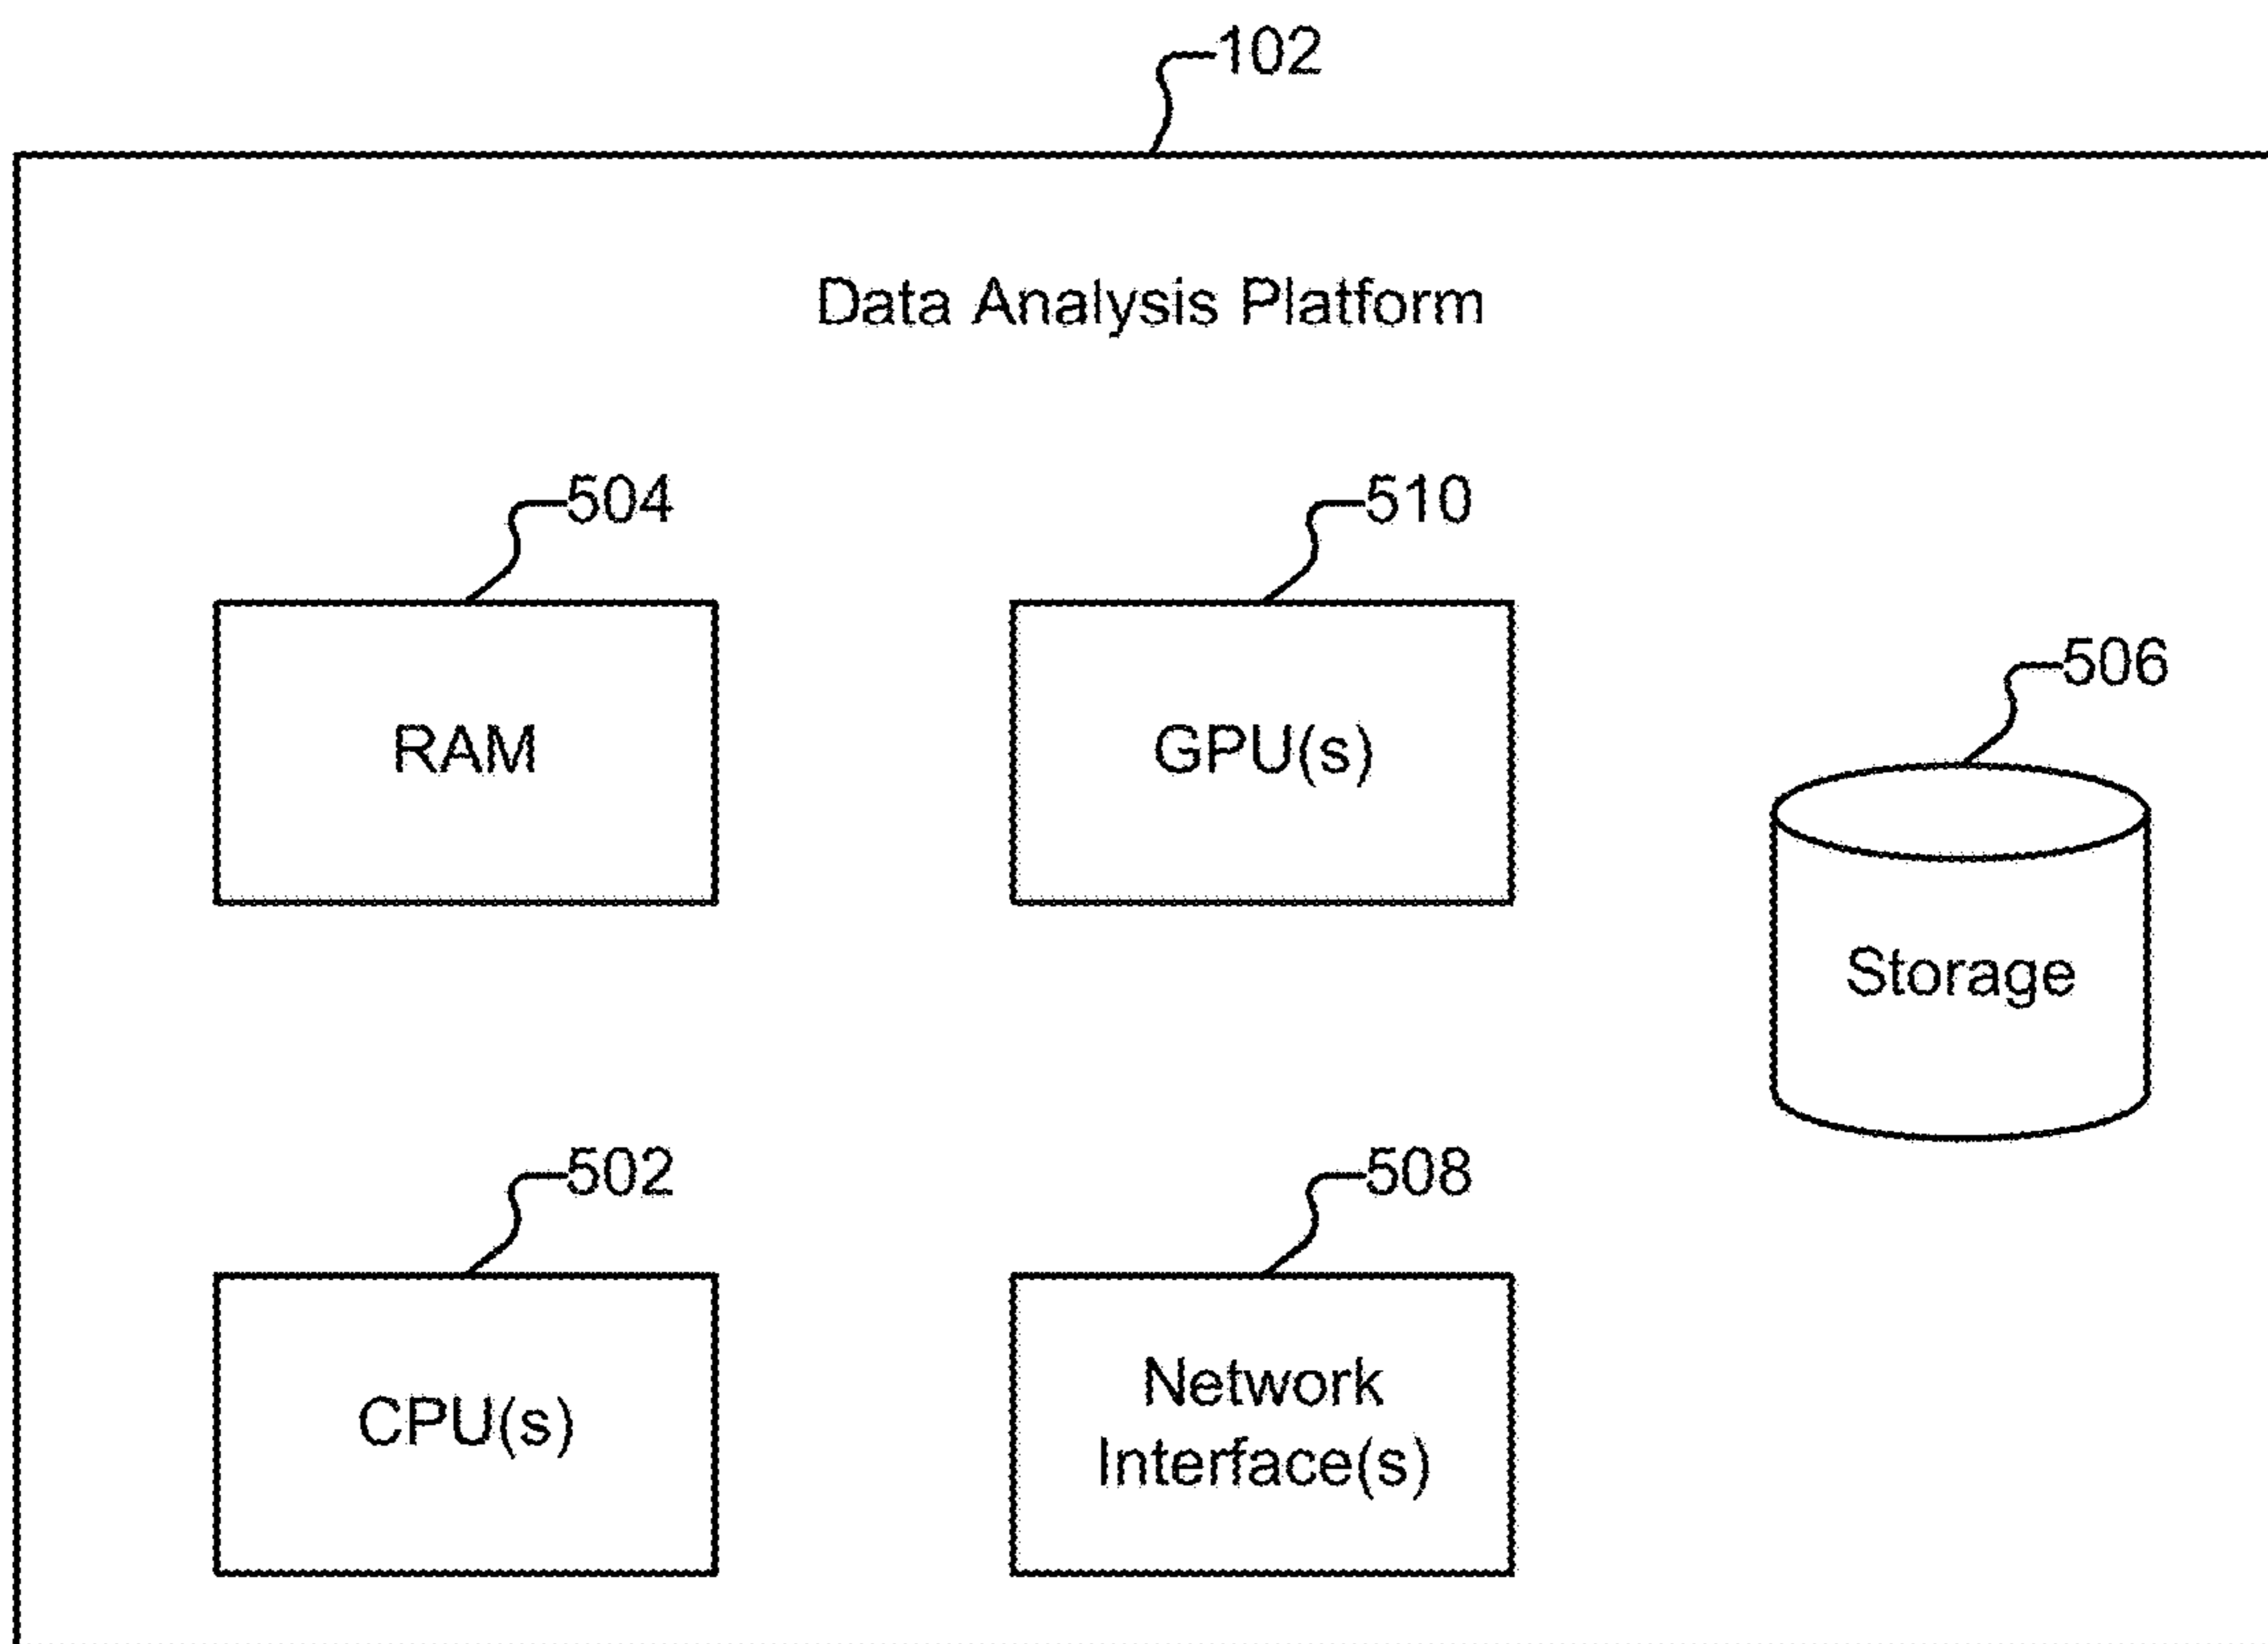 102
Data Analysis Platform
504
510
506
RAM
GPU(s)
Storage
502
508
CPU(s)
Network
Interface(s)